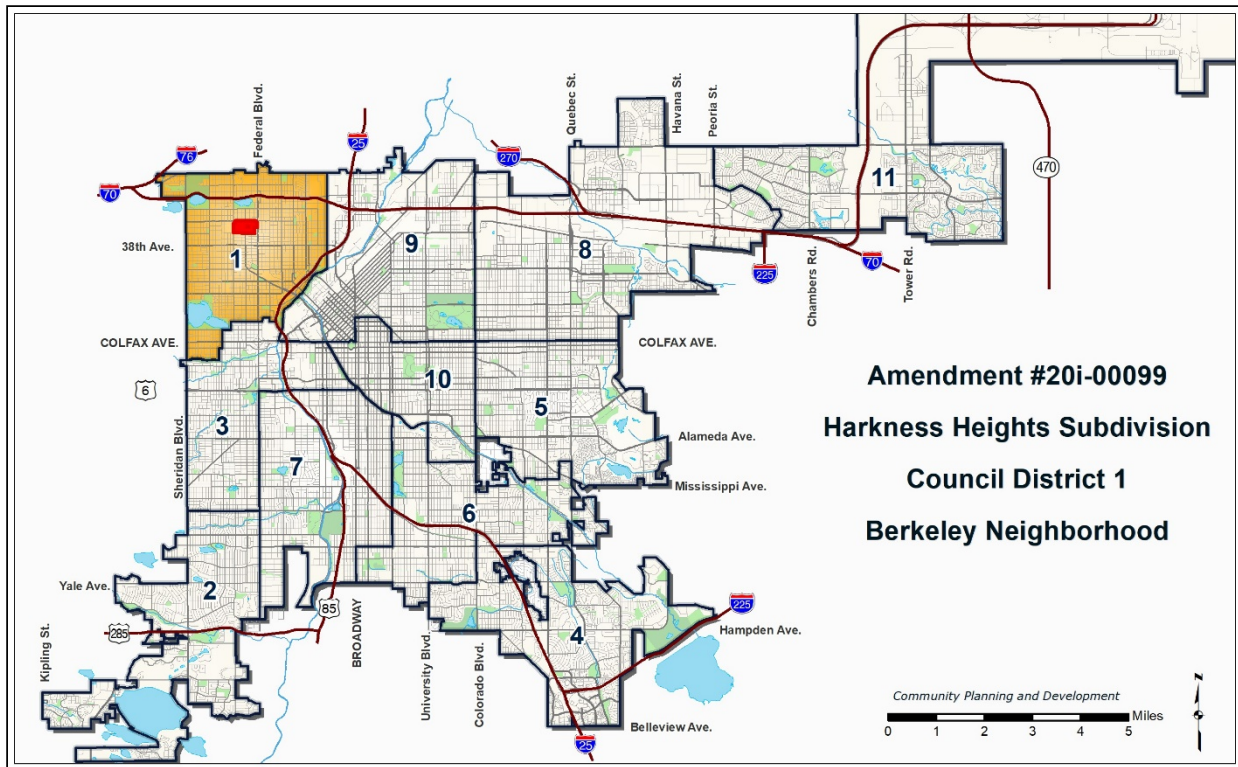 Federal Blvd.
Quebec St.
Havana St.
Peoria St.
76
25
270
70
470
11
38th Ave.
1
9
8
225
70
Chambers Rd.
Tower Rd.
COLFAX AVE.
COLFAX AVE.
6
10
5
3
Sheridan Blvd.
7
Alameda Ave.
Mississippi Ave.
6
Yale Ave.
2
285
85
BROADWAY
University Blvd.
Colorado Blvd.
4
225
Hampden Ave.
Kipling St.
Belleview Ave.
25
Amendment #20i-00099
Harkness Heights Subdivision
Council District 1
Berkeley Neighborhood
Community Planning and Development
Miles
0 1 2 3 4 5
N